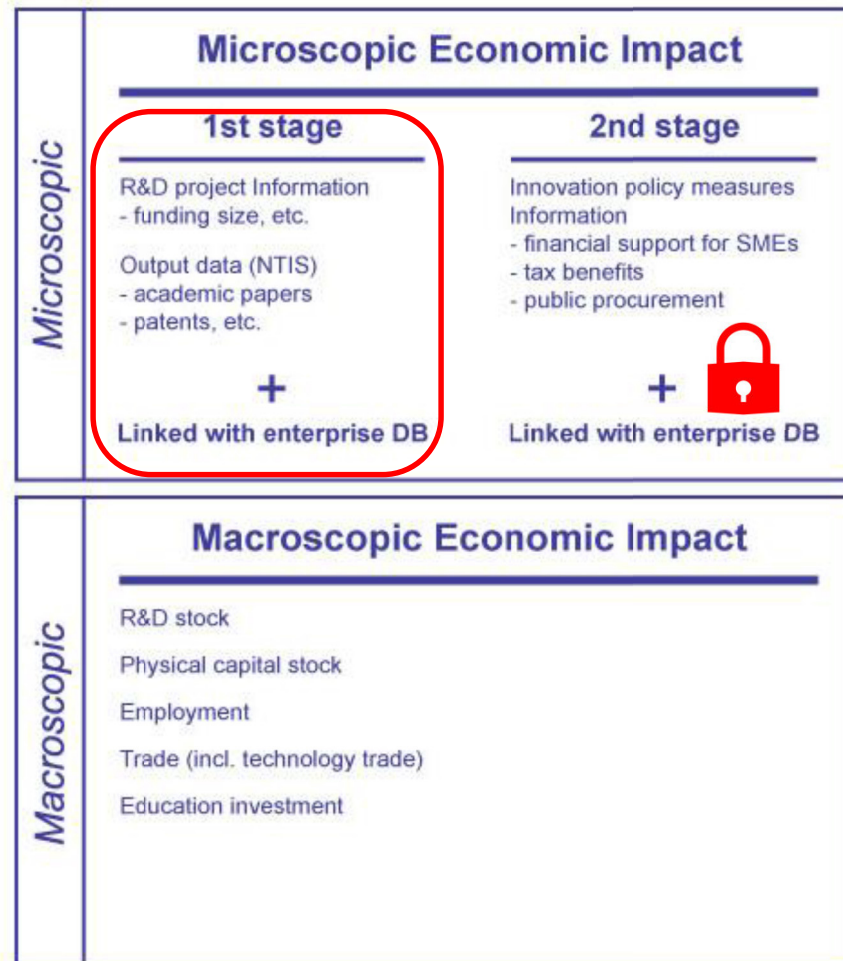 Microscopic
Microscopic Economic Impact
1st stage
R&D project Information
- funding size, etc.
Output data (NTIS)
- academic papers
- patents, etc.
+
Linked with enterprise DB
2nd stage
Innovation policy measures
Information
- financial support for SMEs
- tax benefits
- public procurement
+
Linked with enterprise DB
Macroscopic
Macroscopic Economic Impact
R&D stock
Physical capital stock
Employment
Trade (incl. technology trade)
Education investment